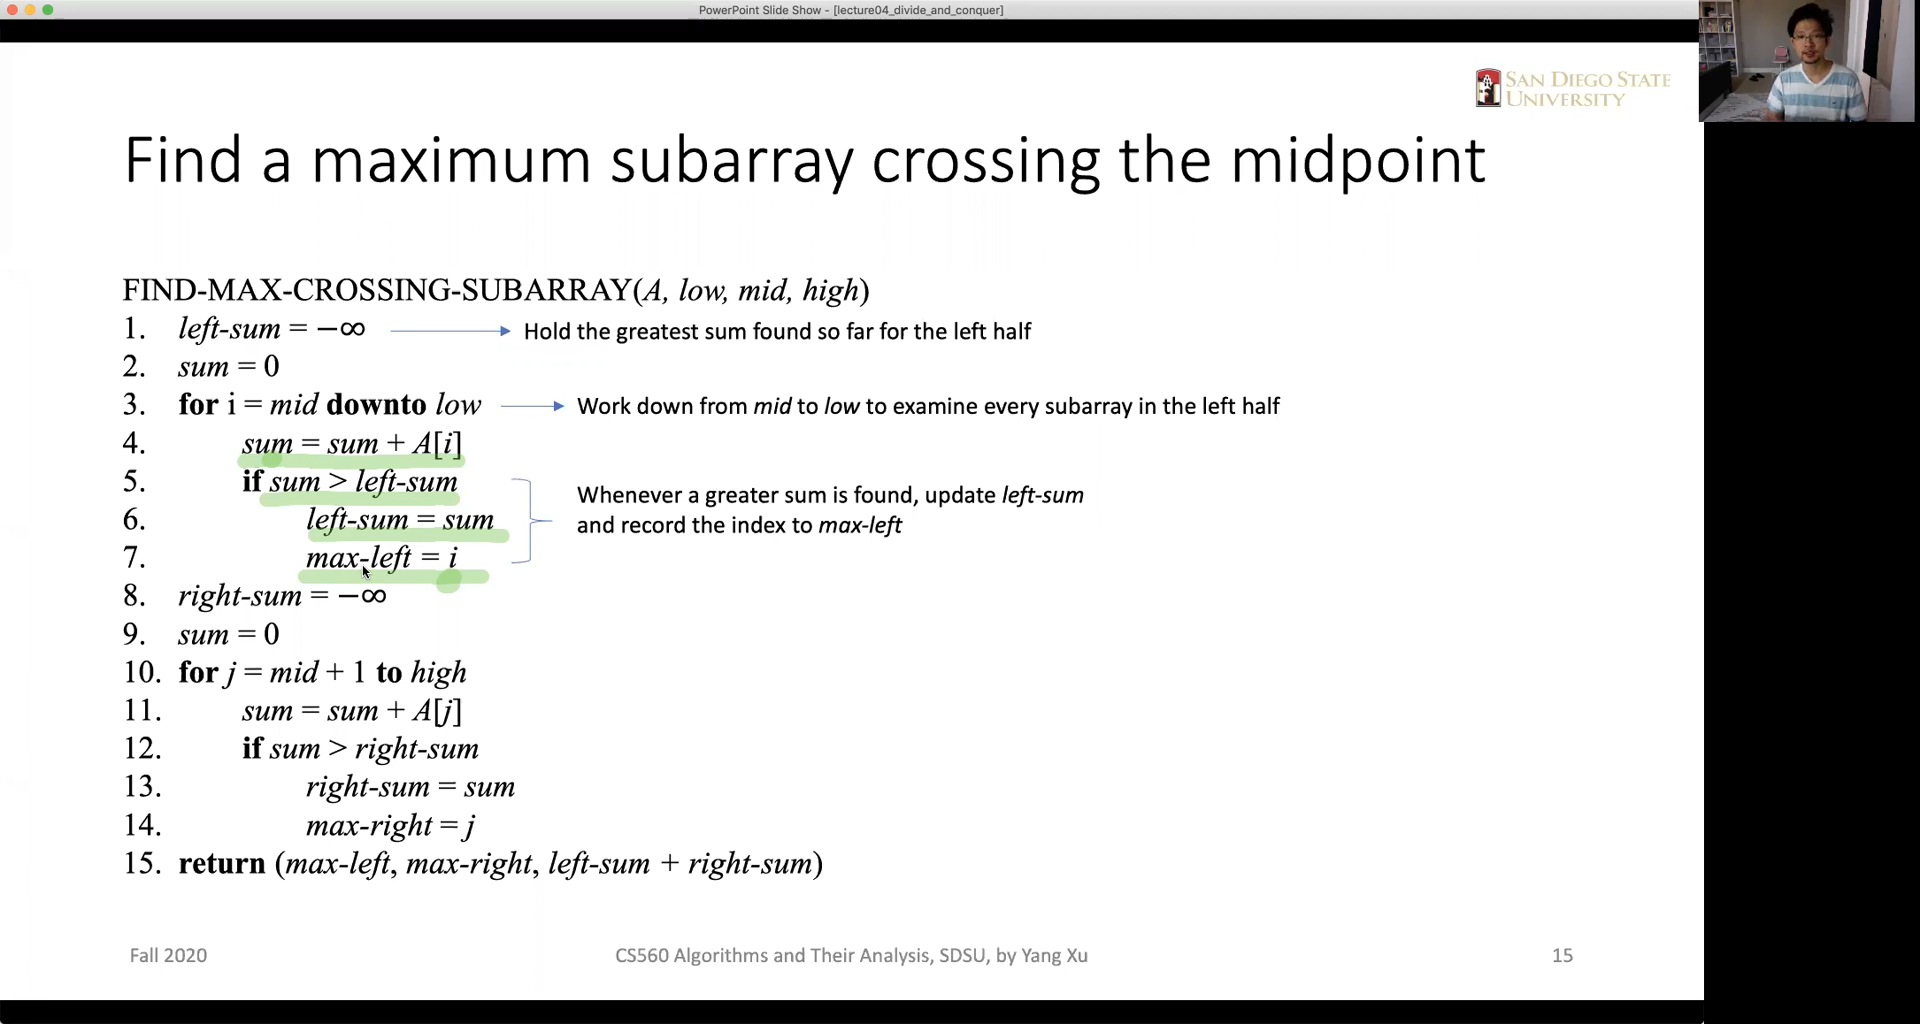 PowerPoint Slide Show - [lecture04_divide_and_conquer]
SAN DIEGO STATE
UNIVERSITY
Find a maximum subarray crossing the midpoint
FIND-MAX-CROSSING-SUBARRAY(A, low, mid, high)
1. left-sum = −∞
Hold the greatest sum found so far for the left half
2. sum = 0
3. for i = mid downto low
Work down from mid to low to examine every subarray in the left half
4. sum = sum + A[i]
5. if sum > left-sum
6. left-sum = sum
7. max-left = i
Whenever a greater sum is found, update left-sum
and record the index to max-left
8. right-sum = −∞
9. sum = 0
10. for j = mid + 1 to high
11. sum = sum + A[j]
12. if sum > right-sum
13. right-sum = sum
14. max-right = j
15. return (max-left, max-right, left-sum + right-sum)
Fall 2020
CS560 Algorithms and Their Analysis, SDSU, by Yang Xu
15